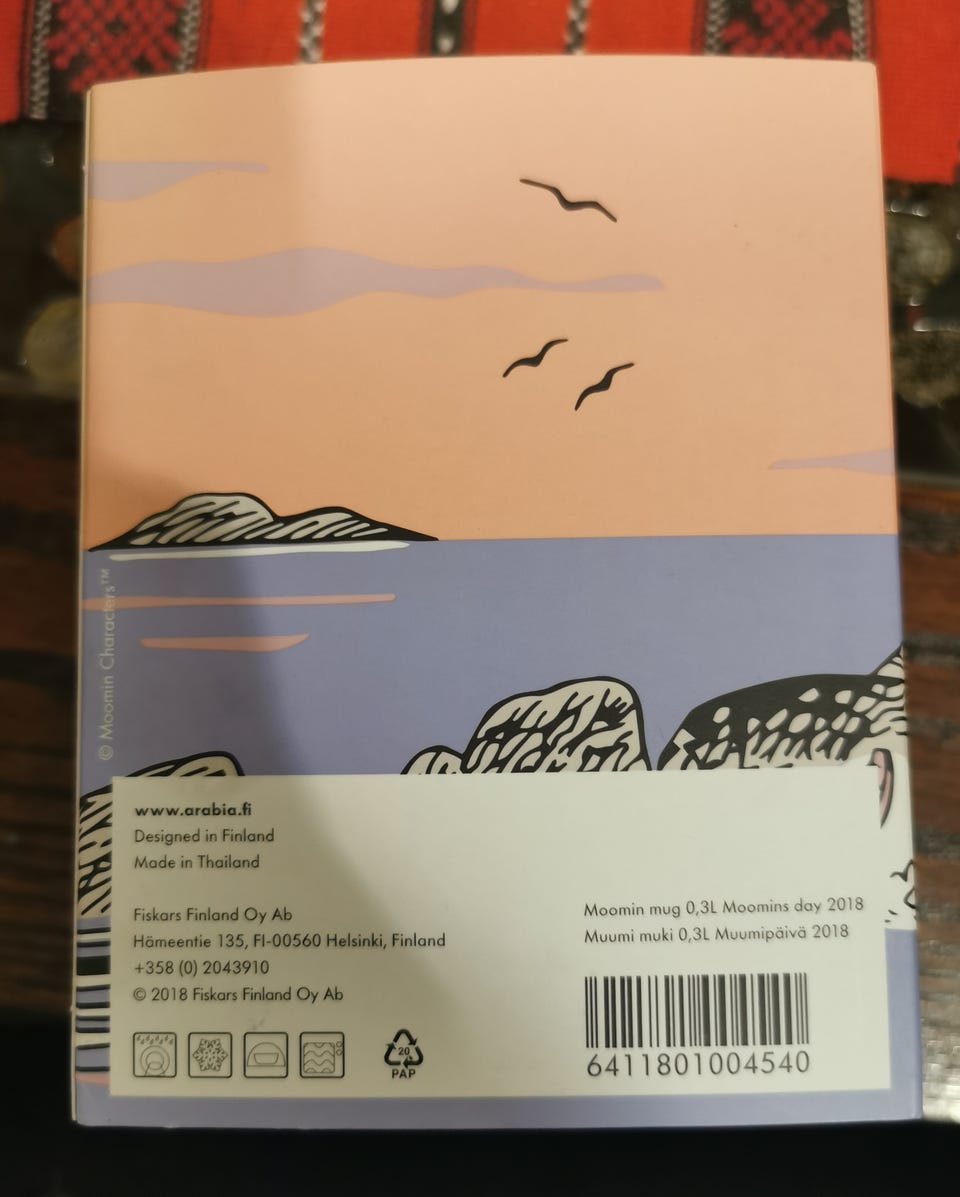 © Moomin Characters™
www.arabia.fi
Designed in Finland
Made in Thailand
Fiskars Finland Oy Ab
Hämeentie 135, FI-00560 Helsinki, Finland
+358 (0) 2043910
© 2018 Fiskars Finland Oy Ab
20
PAP
Moomin mug 0,3L Moomins day 2018
Muumi muki 0,3L Muumipäivä 2018
6411801004540